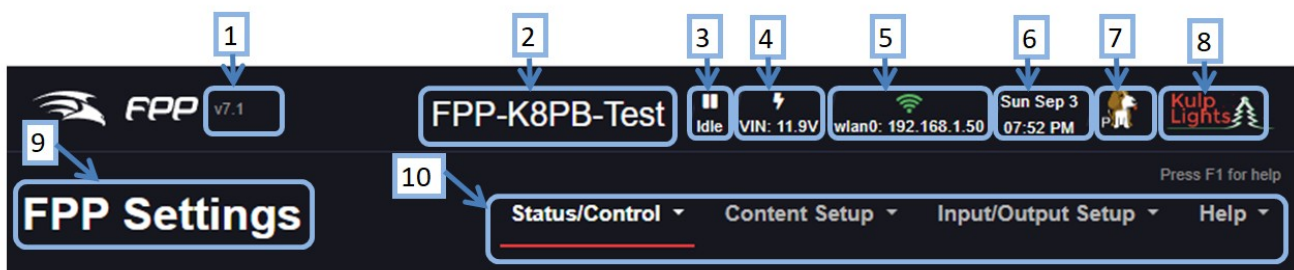 1 2 3 4 5 6 7 8
FPP v7.1 FPP-K8PB-Test Idle VIN: 11.9V wlan0: 192.168.1.50 Sun Sep 3 07:52 PM P Kulp Lights
9 10
Press F1 for help
FPP Settings Status/Control Content Setup Input/Output Setup Help